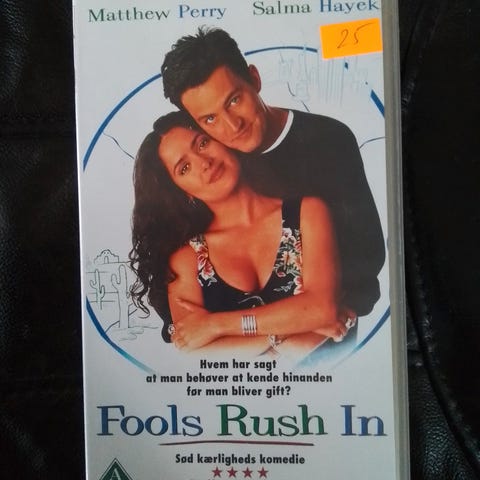 Matthew Perry Salma Hayek
25
Hvem har sagt
at man behøver at kende hinanden
før man bliver gift?
Fools Rush In
Sød kærligheds komedie
★★★★
A